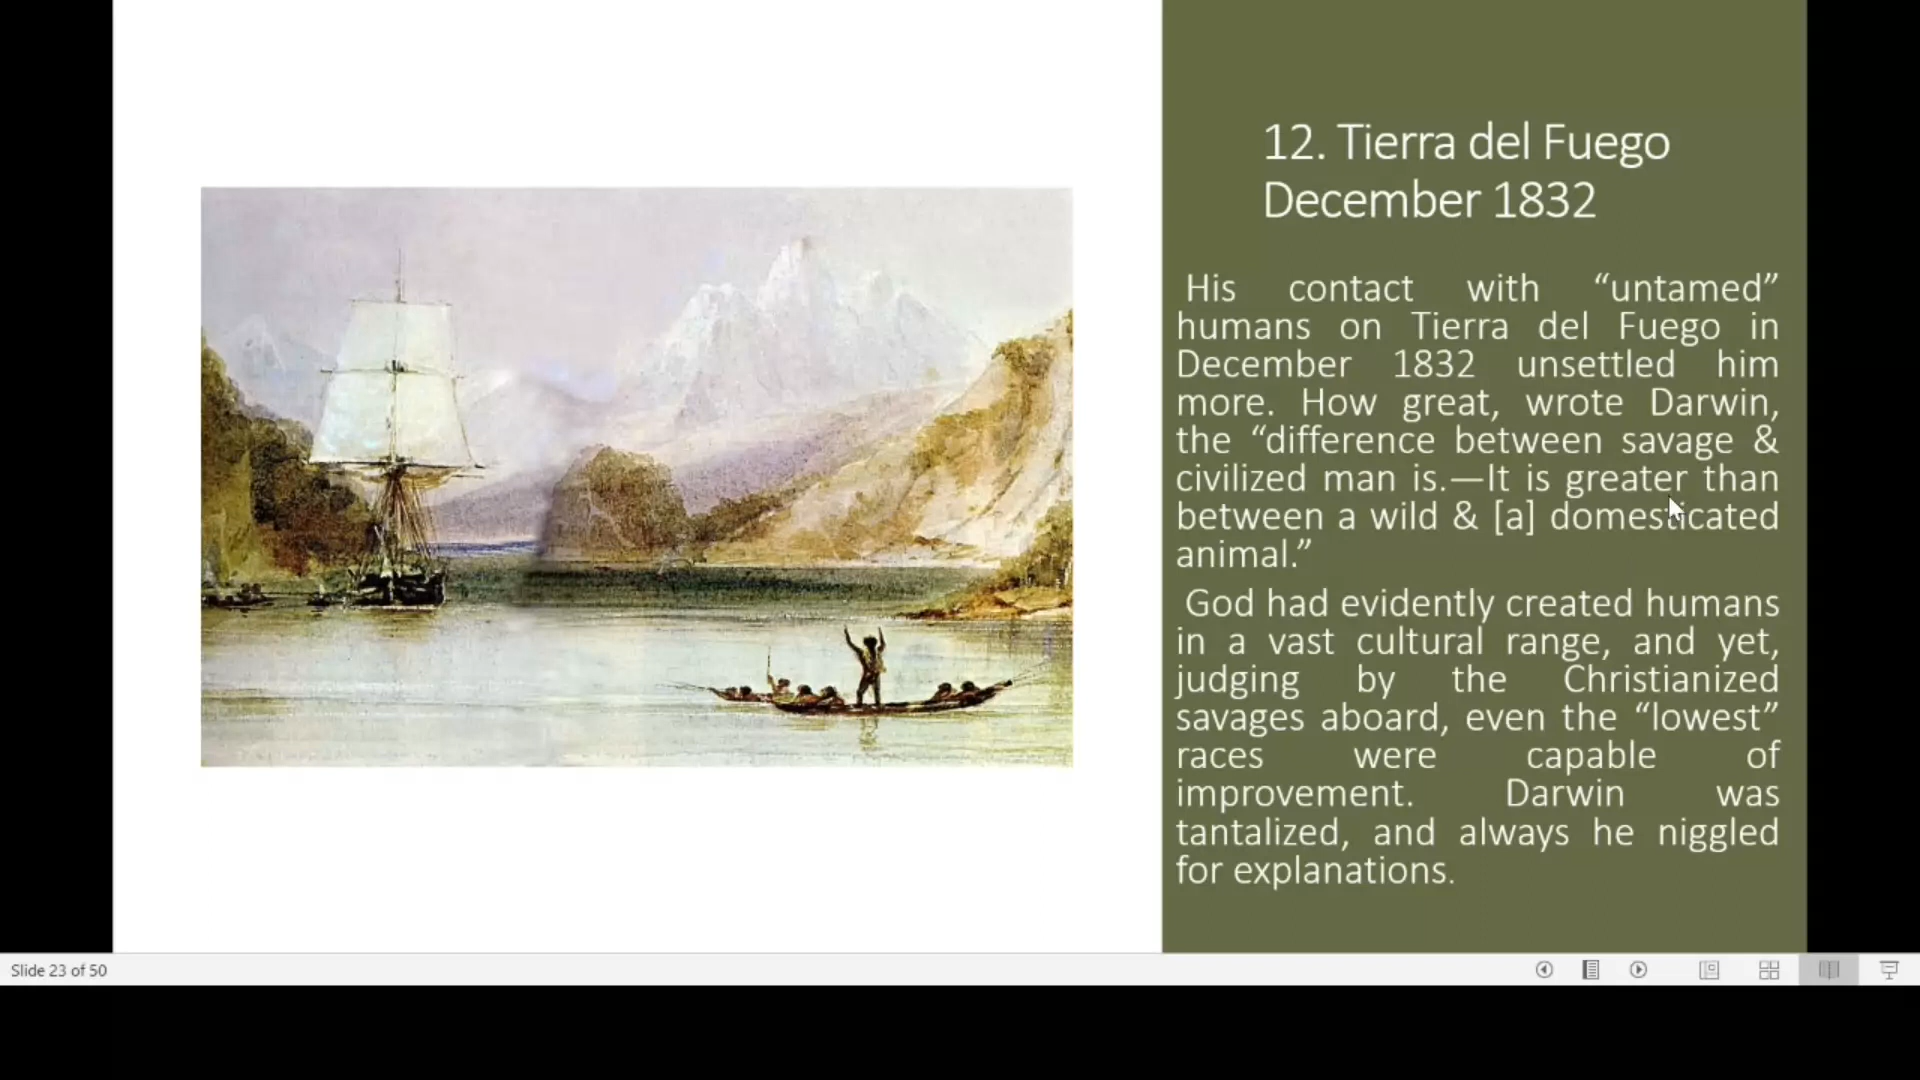 12. Tierra del Fuego
December 1832
His contact with “untamed”
humans on Tierra del Fuego in
December 1832 unsettled him
more. How great, wrote Darwin,
the “difference between savage &
civilized man is.—It is greater than
between a wild & [a] domesticated
animal.”
God had evidently created humans
in a vast cultural range, and yet,
judging by the Christianized
savages aboard, even the “lowest”
races were capable of
improvement. Darwin was
tantalized, and always he niggled
for explanations.
Slide 23 of 50